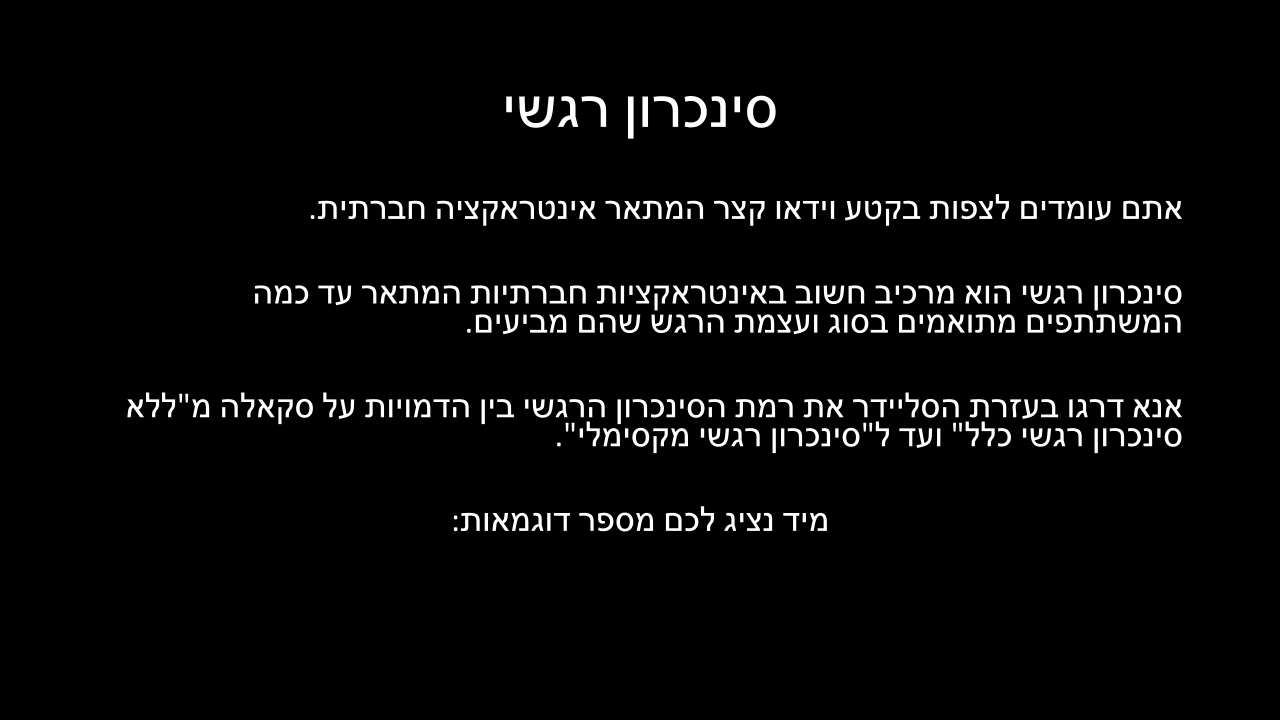 סינכרון רגשי
אתם עומדים לצפות בקטע וידאו קצר המתאר אינטראקציה חברתית.
סינכרון רגשי הוא מרכיב חשוב באינטראקציות חברתיות המתאר עד כמה
המשתתפים מתואמים בסוג ועצמת הרגש שהם מביעים.
אנא דרגו בעזרת הסליידר את רמת הסינכרון הרגשי בין הדמויות על סקאלה מ"ללא
סינכרון רגשי כלל" ועד ל"סינכרון רגשי מקסימלי".
מיד נציג לכם מספר דוגמאות: